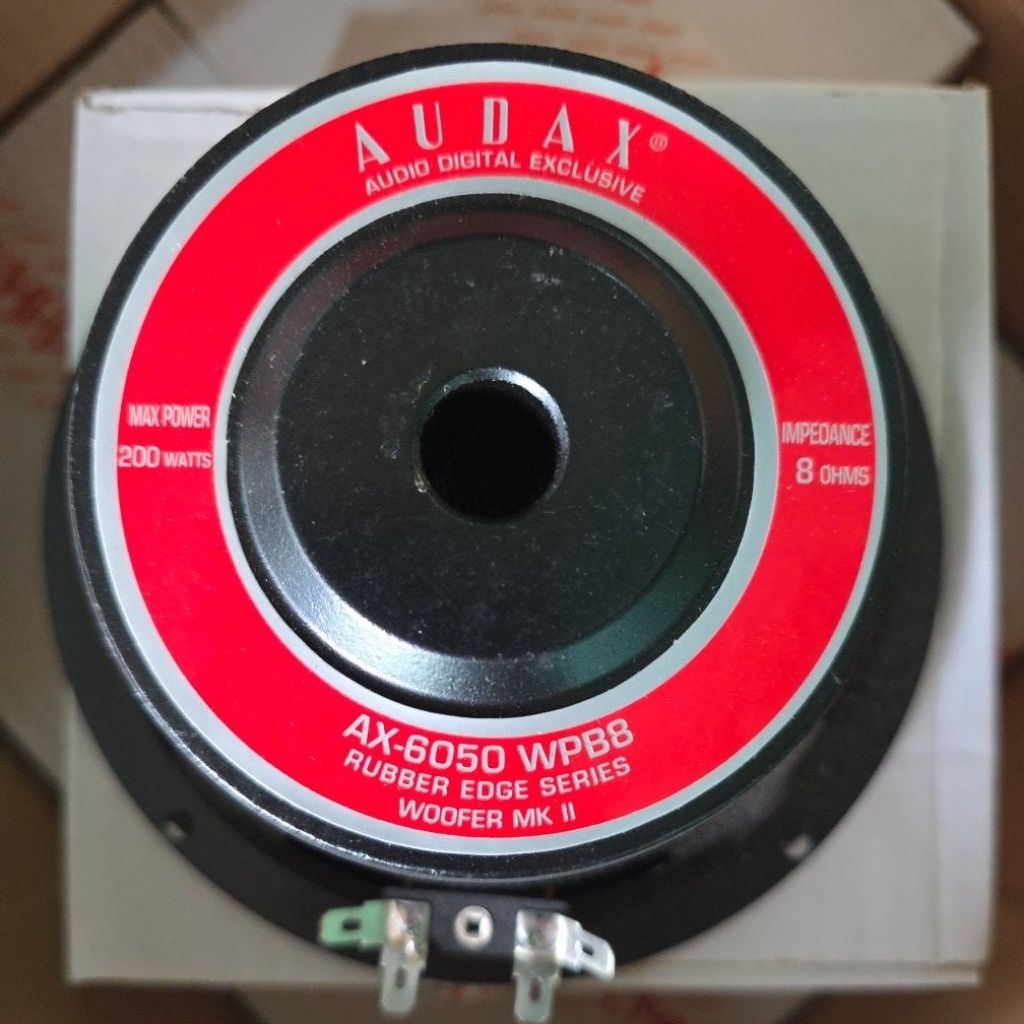 AUDAX®
AUDIO DIGITAL EXCLUSIVE
MAX POWER
200 WATTS
IMPEDANCE
8 OHMS
AX-6050 WPB8
RUBBER EDGE SERIES
WOOFER MK II